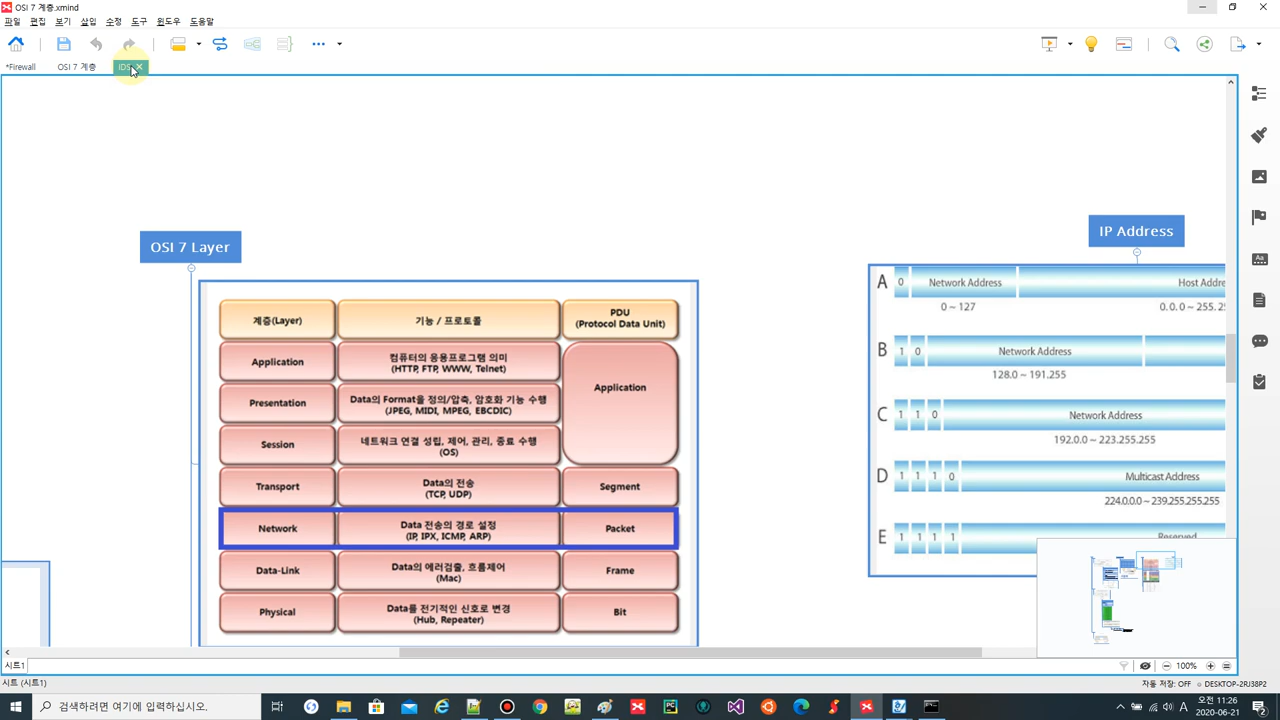 OSI 7 계층.xmind
파일 편집 보기 삽입 수정 도구 윈도우 도움말
*Firewall OSI 7 계층 IDS
OSI 7 Layer
계층(Layer) 기능 / 프로토콜 PDU
(Protocol Data Unit)
Application 컴퓨터의 응용프로그램 의미
(HTTP, FTP, WWW, Telnet) Application
Presentation Data의 Format을 정의/압축, 암호화 기능 수행
(JPEG, MIDI, MPEG, EBCDIC)
Session 네트워크 연결 성립, 제어, 관리, 종료 수행
(OS)
Transport Data의 전송
(TCP, UDP) Segment
Network Data 전송의 경로 설정
(IP, IPX, ICMP, ARP) Packet
Data-Link Data의 에러검출, 흐름제어
(Mac) Frame
Physical Data를 전기적인 신호로 변경
(Hub, Repeater) Bit
IP Address
A 0 Network Address Host Addre
0 ~ 127 0.0.0 ~ 255.2
B 1 0 Network Address
128.0 ~ 191.255
C 1 1 0 Network Address
192.0.0 ~ 223.255.255
D 1 1 1 0 Multicast Address
224.0.0.0 ~ 239.255.255.255
E 1 1 1 1 Reserved
시트1
100%
시트 (시트1)
자동 저장: OFF DESKTOP-2RJ38P2
검색하려면 여기에 입력하십시오.
A
오전 11:26
2020-06-21
2